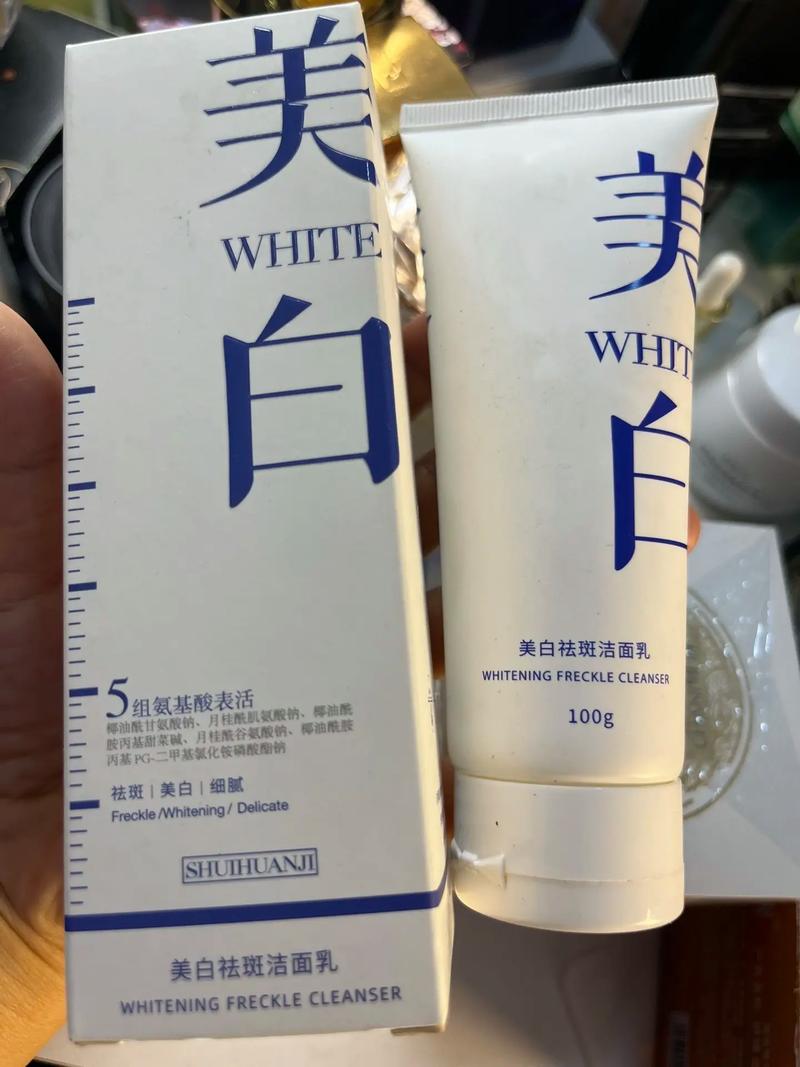 美
WHITE
白
5组氨基酸表活
椰油酰甘氨酸钠、月桂酰肌氨酸钠、椰油酰
胺丙基甜菜碱、月桂酰谷氨酸钠、椰油酰胺
丙基PG-二甲基氯化铵磷酸酯钠
祛斑|美白|细腻
Freckle /Whitening / Delicate
SHUIHUANJI
美白祛斑洁面乳
WHITENING FRECKLE CLEANSER
美
WHIT
白
美白祛斑洁面乳
WHITENING FRECKLE CLEANSER
100g